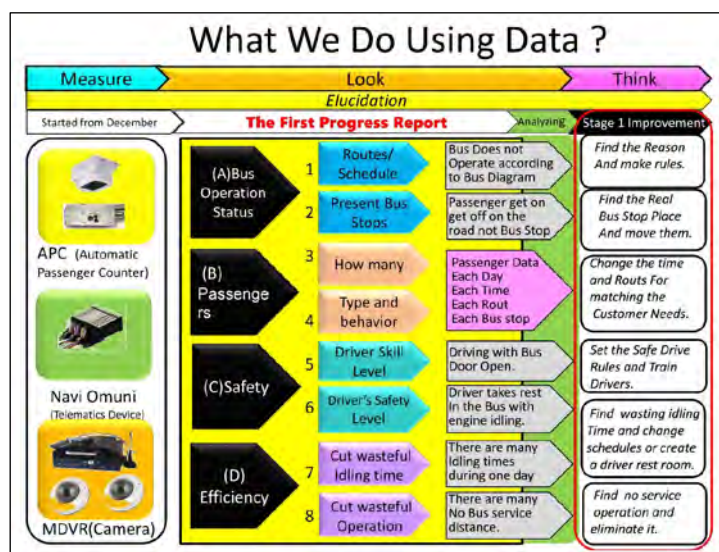 What We Do Using Data ?
Measure
Look
Think
Elucidation
Started from December
The First Progress Report
Analyzing
Stage 1 Improvement
APC (Automatic
Passenger Counter)
Navi Omuni
(Telematics Device)
MDVR(Camera)
(A)Bus
Operation
Status
1
Routes/
Schedule
Bus Does not
Operate according
to Bus Diagram
Find the Reason
And make rules.
2
Present Bus
Stops
Passenger get on
get off on the
road not Bus Stop
Find the Real
Bus Stop Place
And move them.
(B)
Passenge
rs
3
How many
4
Type and
behavior
Passenger Data
Each Day
Each Time
Each Rout
Each Bus stop
Change the time
and Routs For
matching the
Customer Needs.
(C)Safety
5
Driver Skill
Level
Driving with Bus
Door Open.
Set the Safe Drive
Rules and Train
Drivers.
6
Driver's Safety
Level
Driver takes rest
In the Bus with
engine idling.
Find wasting idling
Time and change
schedules or create
a driver rest room.
(D)
Efficiency
7
Cut wasteful
Idling time
There are many
Idling times
during one day
8
Cut wasteful
Operation
There are many
No Bus service
distance.
Find no service
operation and
eliminate it.